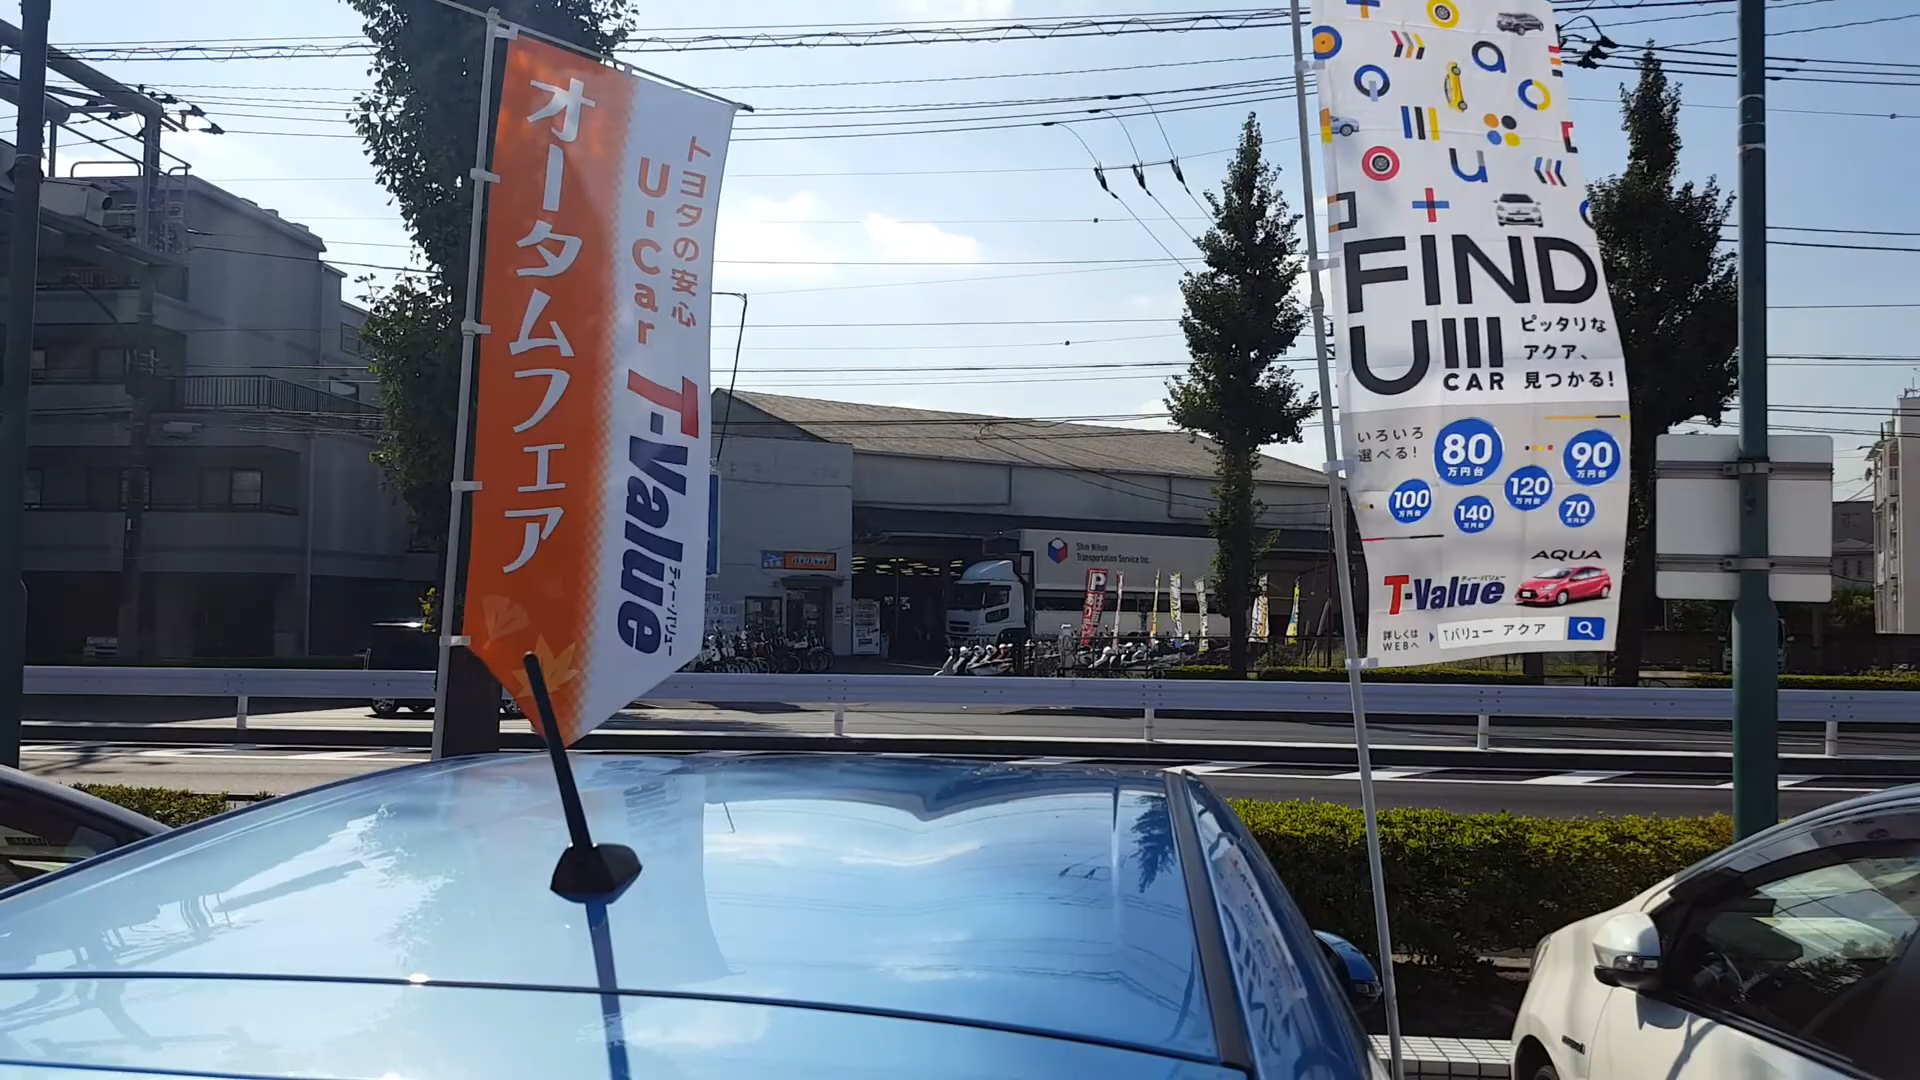 オータムフェア
トヨタの安心
U-Car
T-Value
ティー・バリュー
FIND
U CAR
ピッタリな
アクア、
見つかる!
いろいろ
選べる!
80
万円台
90
万円台
100
万円台
140
万円台
120
万円台
70
万円台
AQUA
ティー・バリュー
T-Value
詳しくは
WEBへ
Tバリュー アクア
Shin Nihon
Transportation Service Inc.
P